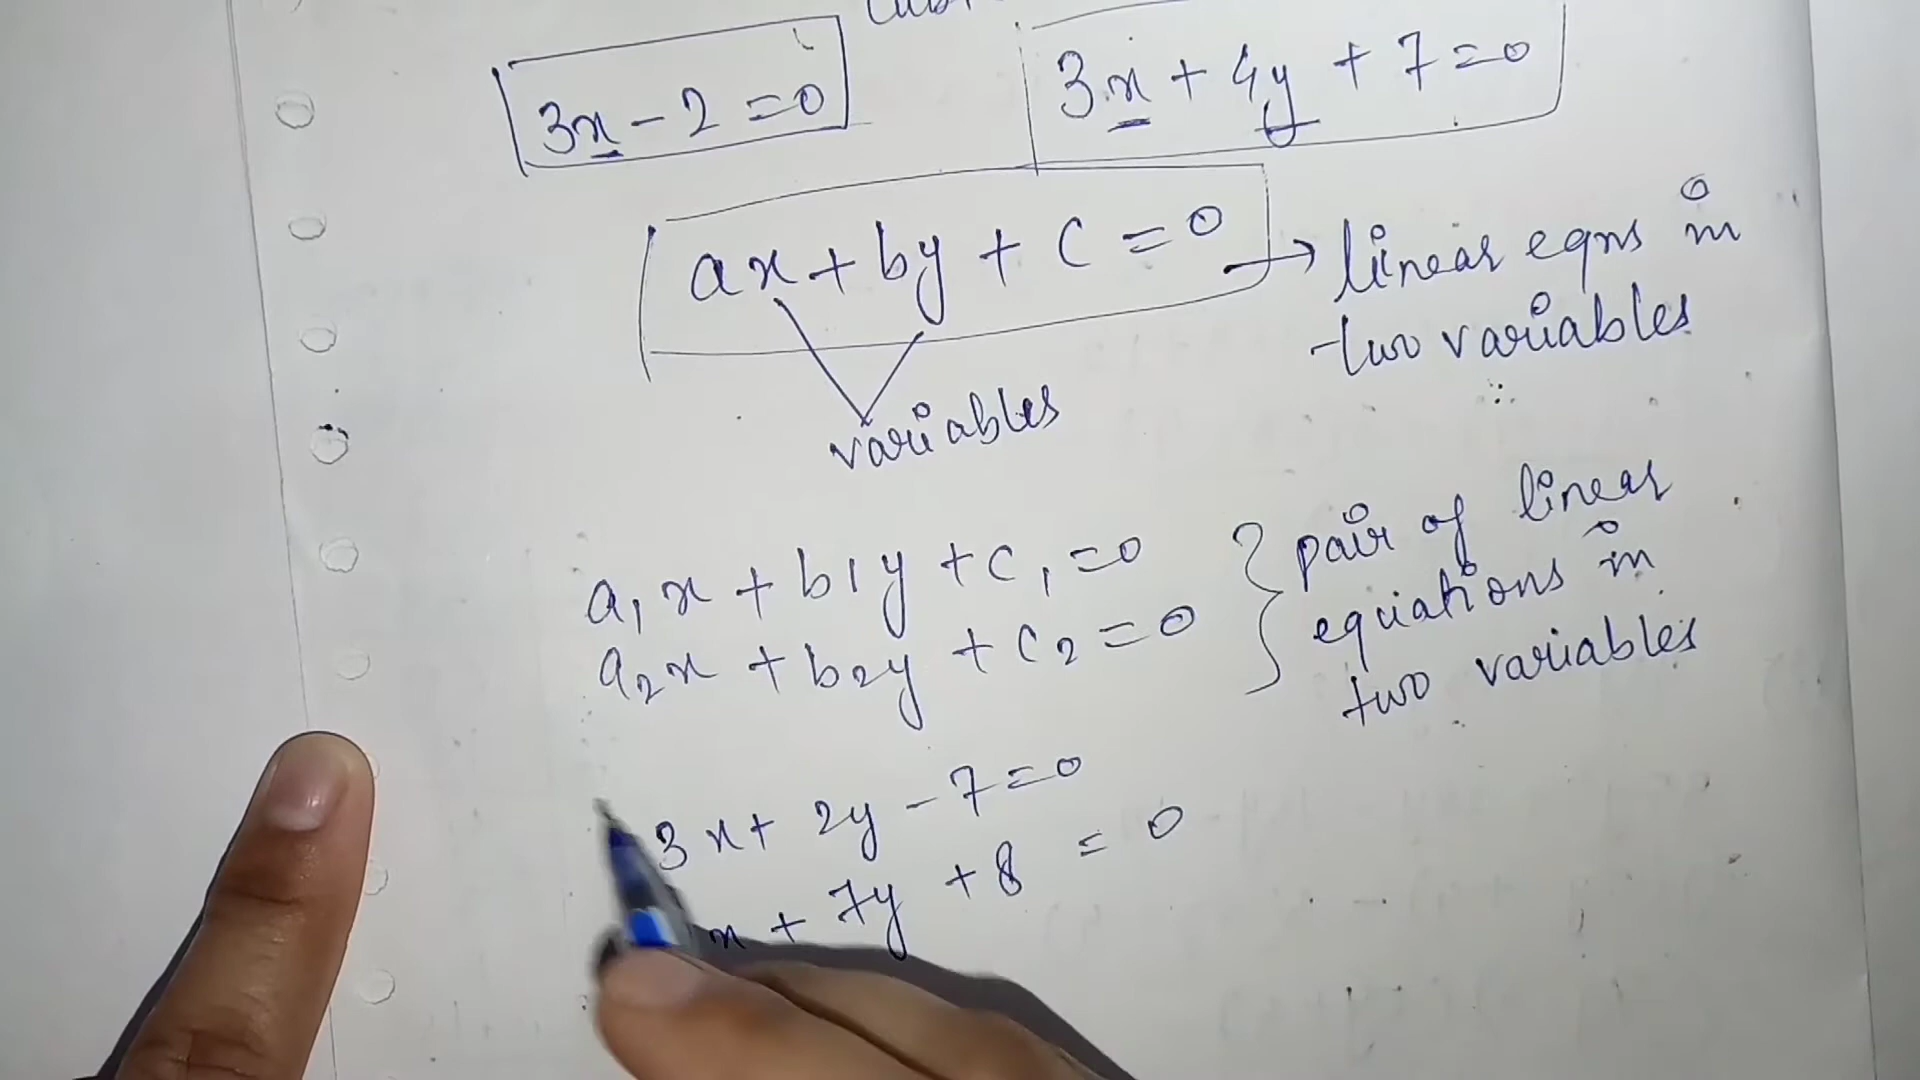 3x - 2 = 0
3x + 4y + 7 = 0
ax + by + c = 0
linear eqns in
two variables
variables
a₁x + b1y + c₁ = 0
a₂x + b₂y + c₂ = 0
pair of linear
equations in
two variables
3x + 2y - 7 = 0
x + 7y + 8 = 0